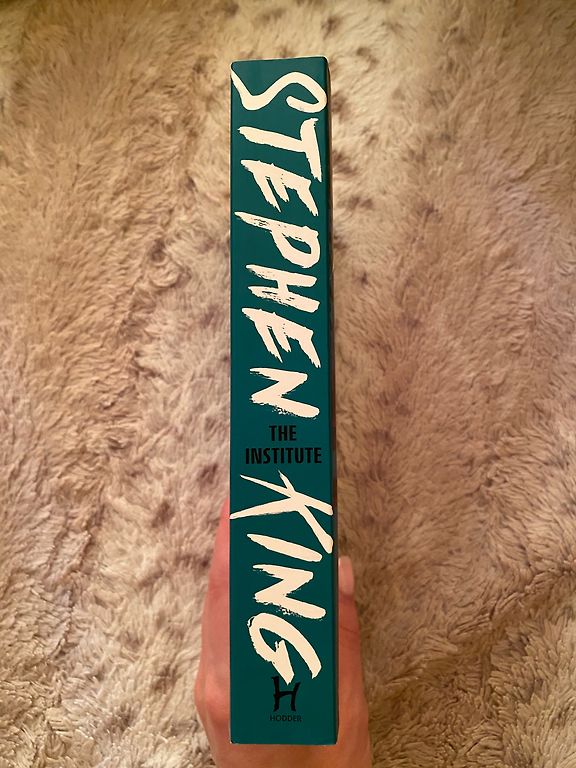 STEPHEN KING
THE
INSTITUTE
H
HODDER